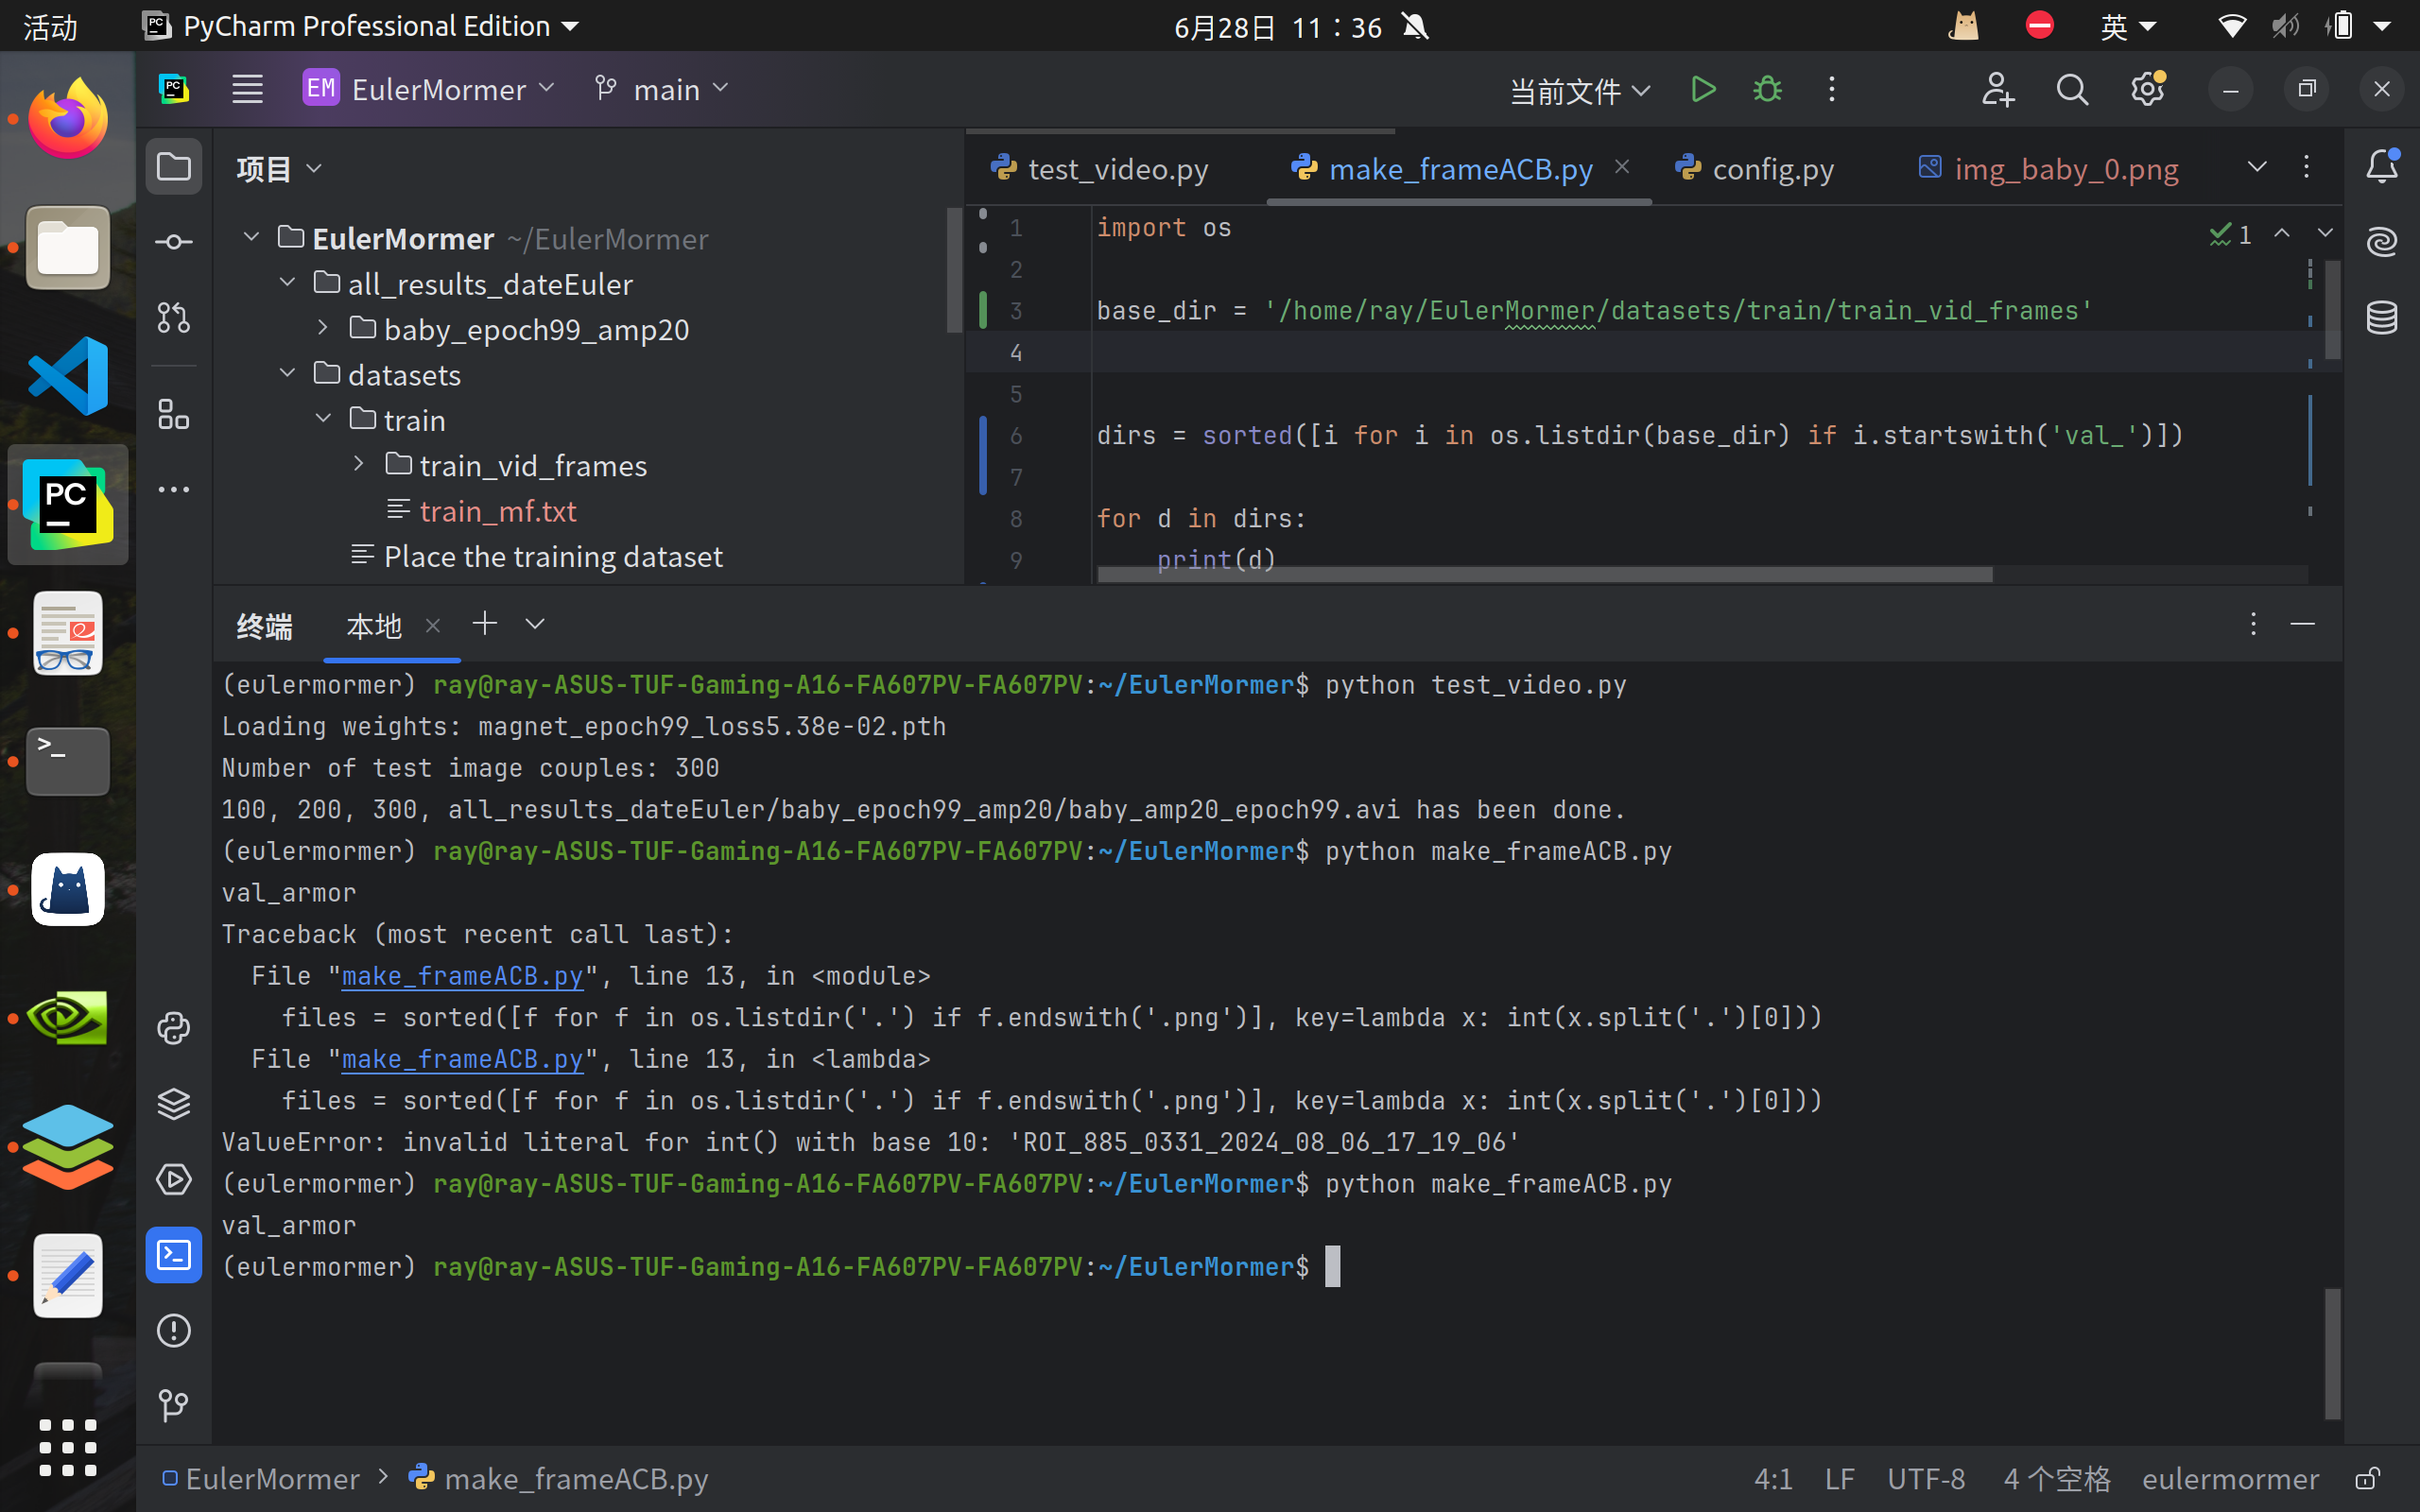 活动
PyCharm Professional Edition
6月28日 11：36
英
EM EulerMormer
main
当前文件
项目
test_video.py
make_frameACB.py
config.py
img_baby_0.png
EulerMormer ~/EulerMormer
all_results_dateEuler
baby_epoch99_amp20
datasets
train
train_vid_frames
train_mf.txt
Place the training dataset
1 import os
2
3 base_dir = '/home/ray/EulerMormer/datasets/train/train_vid_frames'
4
5
6 dirs = sorted([i for i in os.listdir(base_dir) if i.startswith('val_')])
7
8 for d in dirs:
9 print(d)
1
终端
本地
(eulermormer) ray@ray-ASUS-TUF-Gaming-A16-FA607PV-FA607PV:~/EulerMormer$ python test_video.py
Loading weights: magnet_epoch99_loss5.38e-02.pth
Number of test image couples: 300
100, 200, 300, all_results_dateEuler/baby_epoch99_amp20/baby_amp20_epoch99.avi has been done.
(eulermormer) ray@ray-ASUS-TUF-Gaming-A16-FA607PV-FA607PV:~/EulerMormer$ python make_frameACB.py
val_armor
Traceback (most recent call last):
File "make_frameACB.py", line 13, in <module>
files = sorted([f for f in os.listdir('.') if f.endswith('.png')], key=lambda x: int(x.split('.')[0]))
File "make_frameACB.py", line 13, in <lambda>
files = sorted([f for f in os.listdir('.') if f.endswith('.png')], key=lambda x: int(x.split('.')[0]))
ValueError: invalid literal for int() with base 10: 'ROI_885_0331_2024_08_06_17_19_06'
(eulermormer) ray@ray-ASUS-TUF-Gaming-A16-FA607PV-FA607PV:~/EulerMormer$ python make_frameACB.py
val_armor
(eulermormer) ray@ray-ASUS-TUF-Gaming-A16-FA607PV-FA607PV:~/EulerMormer$
EulerMormer
make_frameACB.py
4:1
LF
UTF-8
4 个空格
eulermormer